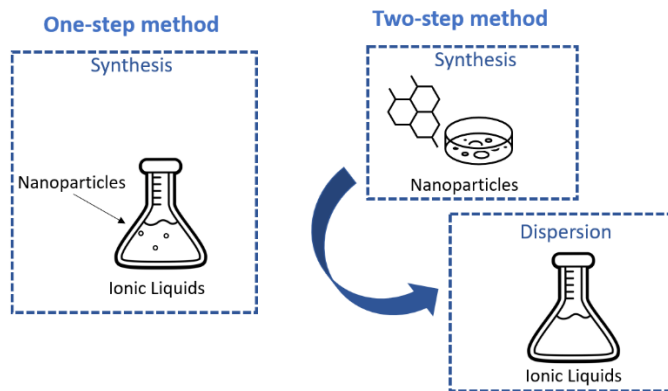 One-step method
Synthesis
Nanoparticles
Ionic Liquids
Two-step method
Synthesis
Nanoparticles
Dispersion
Ionic Liquids